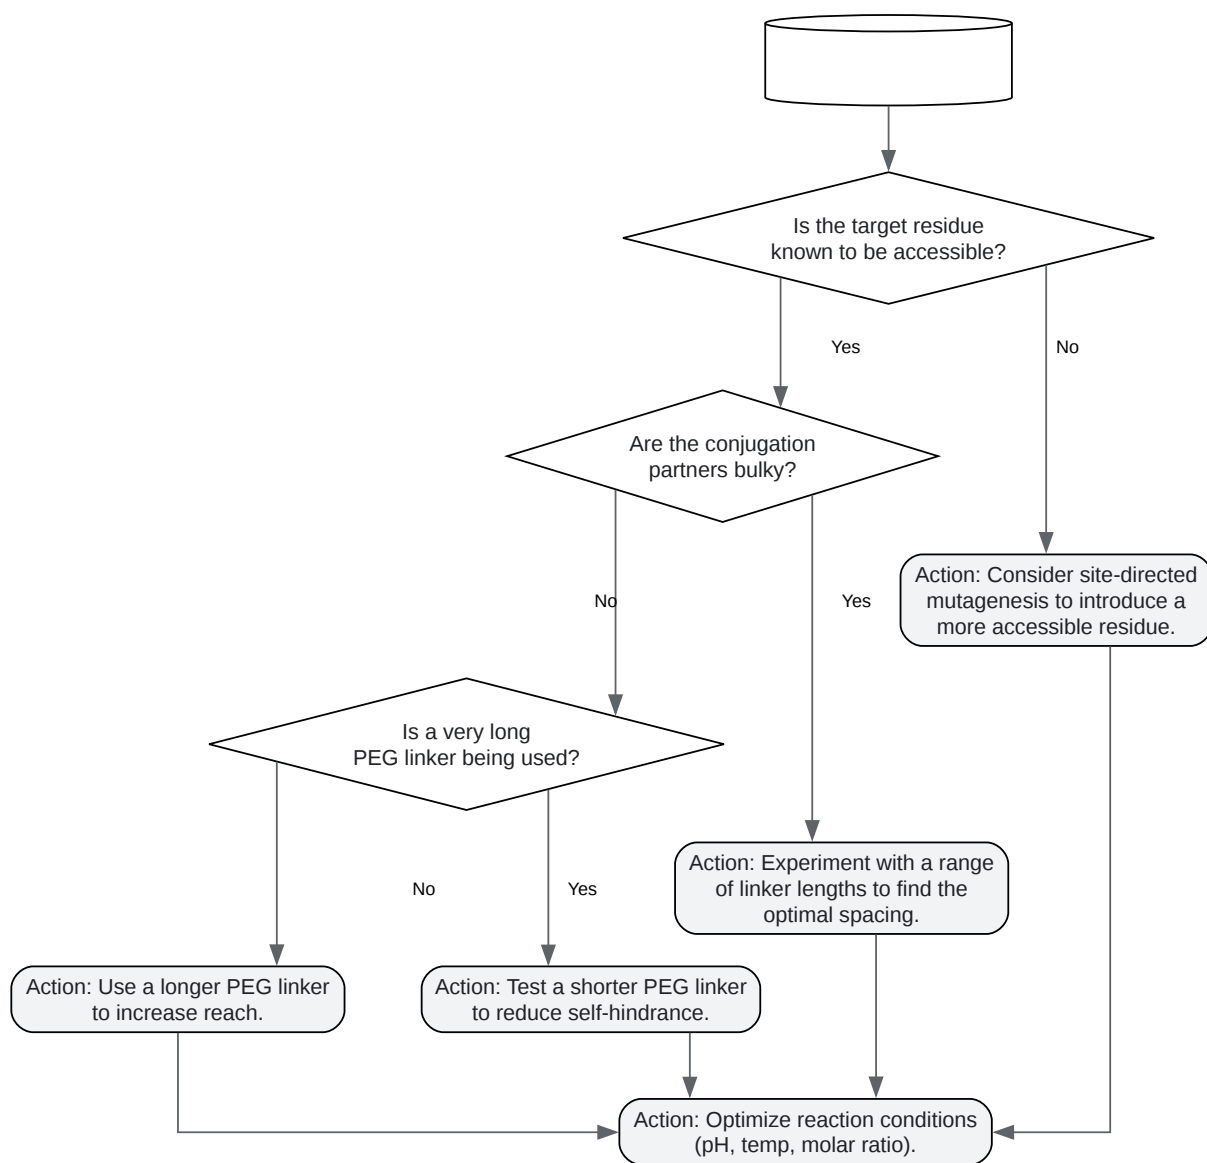 Is the target residue
known to be accessible?
Yes
No
Are the conjugation
partners bulky?
Action: Consider site-directed
mutagenesis to introduce a
more accessible residue.
No
Yes
Is a very long
PEG linker being used?
Action: Experiment with a range
of linker lengths to find the
optimal spacing.
No
Yes
Action: Use a longer PEG linker
to increase reach.
Action: Test a shorter PEG linker
to reduce self-hindrance.
Action: Optimize reaction conditions
(pH, temp, molar ratio).